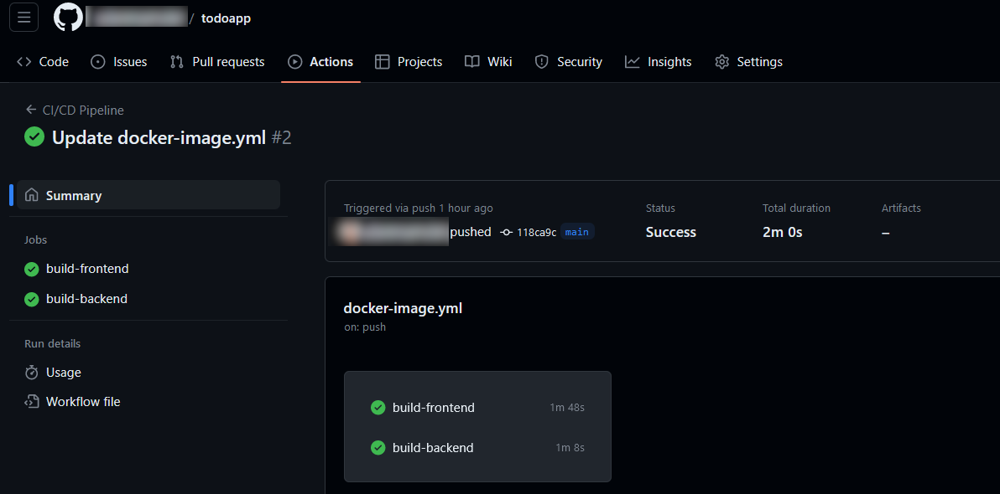 / todoapp
Code Issues Pull requests Actions Projects Wiki Security Insights Settings
CI/CD Pipeline
Update docker-image.yml #2
Summary
Jobs
build-frontend
build-backend
Run details
Usage
Workflow file
Triggered via push 1 hour ago
pushed 118ca9c main
Status
Success
Total duration
2m 0s
Artifacts
–
docker-image.yml
on: push
build-frontend 1m 48s
build-backend 1m 8s